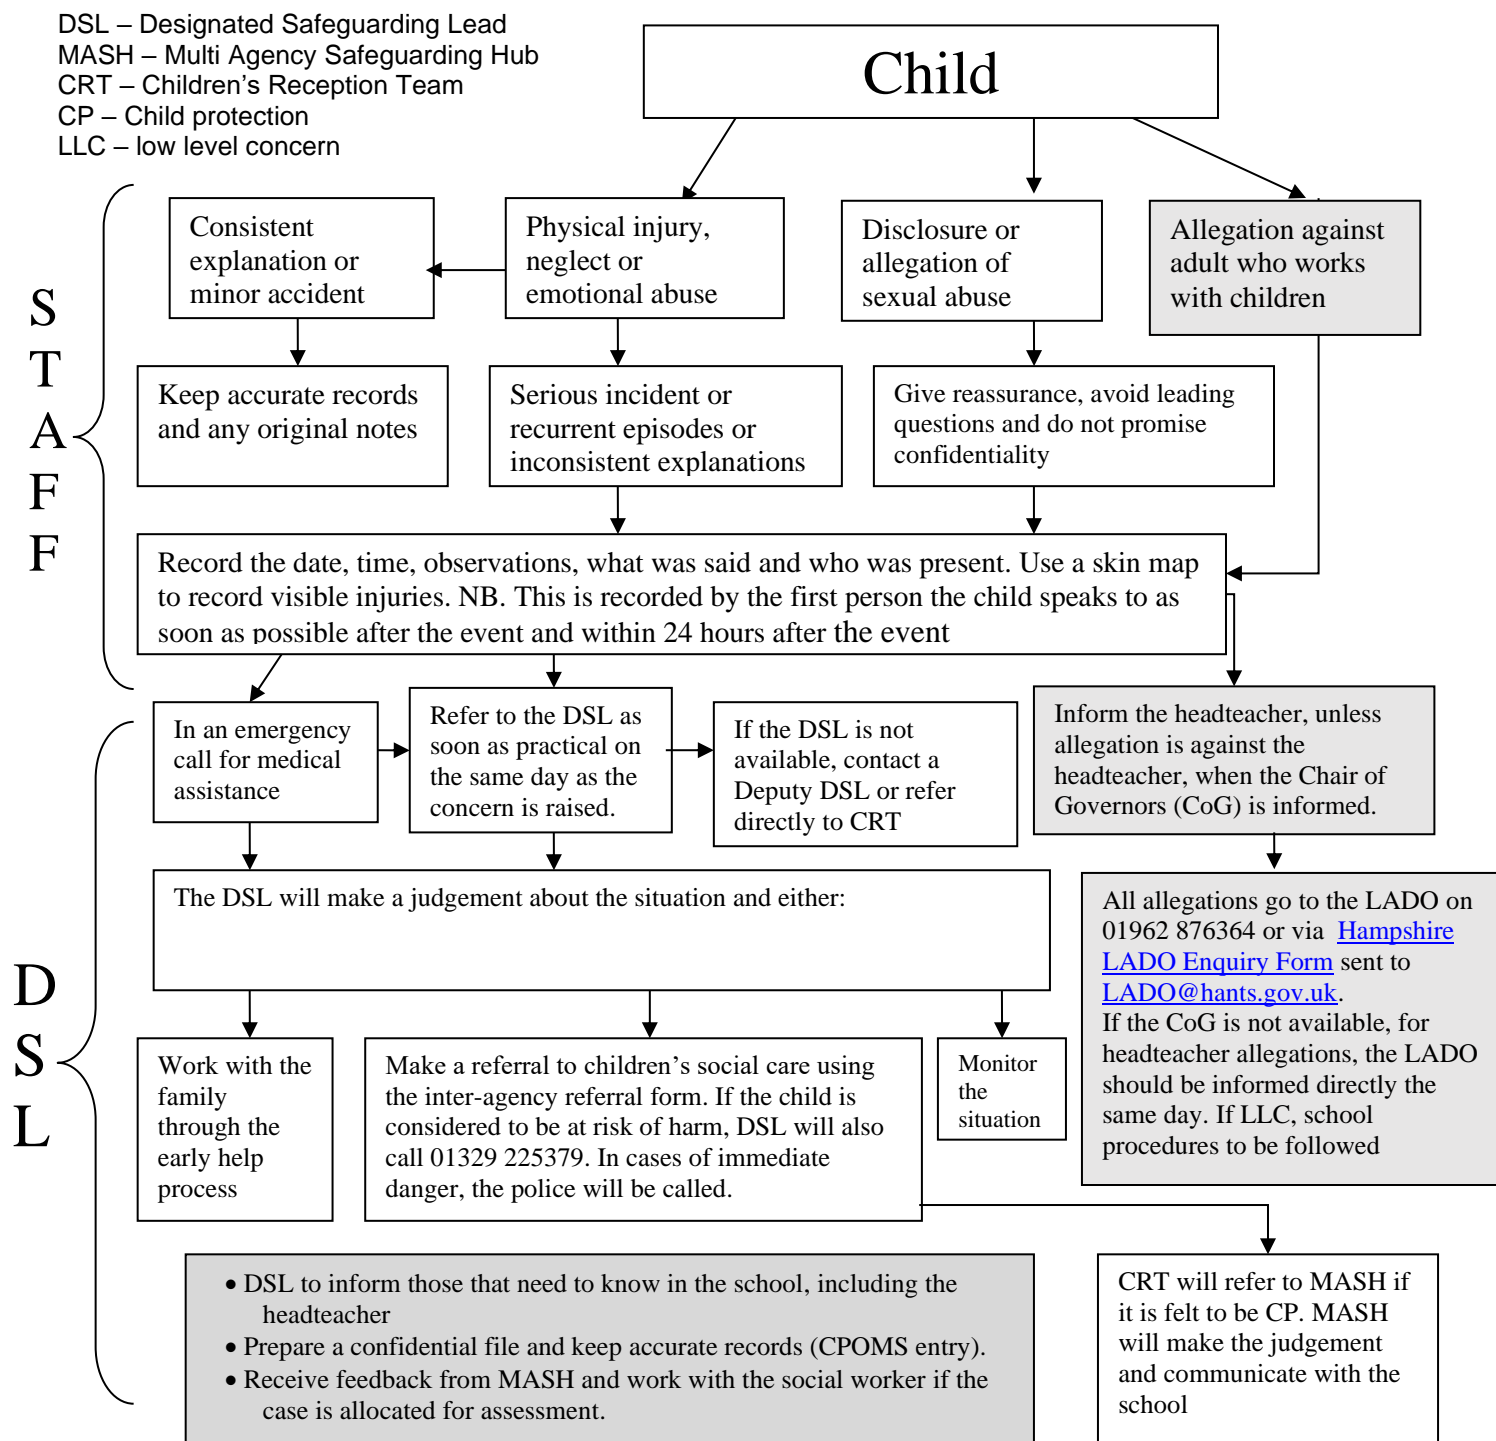 DSL – Designated Safeguarding Lead
MASH – Multi Agency Safeguarding Hub
CRT – Children's Reception Team
CP – Child protection
LLC – low level concern
Child
S
T
A
F
F
Consistent
explanation or
minor accident
Physical injury,
neglect or
emotional abuse
Disclosure or
allegation of
sexual abuse
Allegation against
adult who works
with children
Keep accurate records
and any original notes
Serious incident or
recurrent episodes or
inconsistent explanations
Give reassurance, avoid leading
questions and do not promise
confidentiality
Record the date, time, observations, what was said and who was present. Use a skin map
to record visible injuries. NB. This is recorded by the first person the child speaks to as
soon as possible after the event and within 24 hours after the event
D
S
L
In an emergency
call for medical
assistance
Refer to the DSL as
soon as practical on
the same day as the
concern is raised.
If the DSL is not
available, contact a
Deputy DSL or refer
directly to CRT
Inform the headteacher, unless
allegation is against the
headteacher, when the Chair of
Governors (CoG) is informed.
The DSL will make a judgement about the situation and either:
All allegations go to the LADO on
01962 876364 or via Hampshire
LADO Enquiry Form sent to
LADO@hants.gov.uk.
If the CoG is not available, for
headteacher allegations, the LADO
should be informed directly the
same day. If LLC, school
procedures to be followed
Work with the
family
through the
early help
process
Make a referral to children's social care using
the inter-agency referral form. If the child is
considered to be at risk of harm, DSL will also
call 01329 225379. In cases of immediate
danger, the police will be called.
Monitor
the
situation
• DSL to inform those that need to know in the school, including the
headteacher
• Prepare a confidential file and keep accurate records (CPOMS entry).
• Receive feedback from MASH and work with the social worker if the
case is allocated for assessment.
CRT will refer to MASH if
it is felt to be CP. MASH
will make the judgement
and communicate with the
school